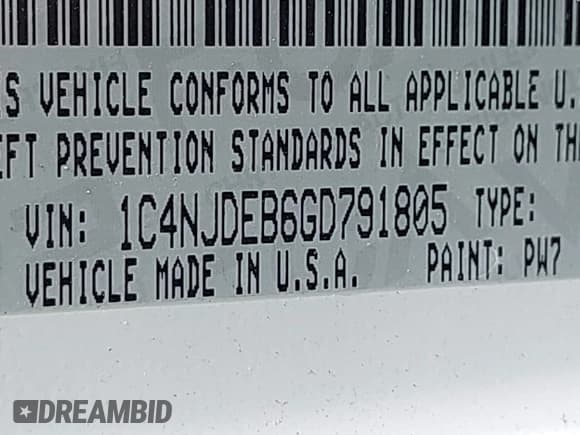 S VEHICLE CONFORMS TO ALL APPLICABLE U.
EFT PREVENTION STANDARDS IN EFFECT ON TH
VIN: 1C4NJDEB6GD791805 TYPE:
VEHICLE MADE IN U.S.A. PAINT: PW7
DREAMBID